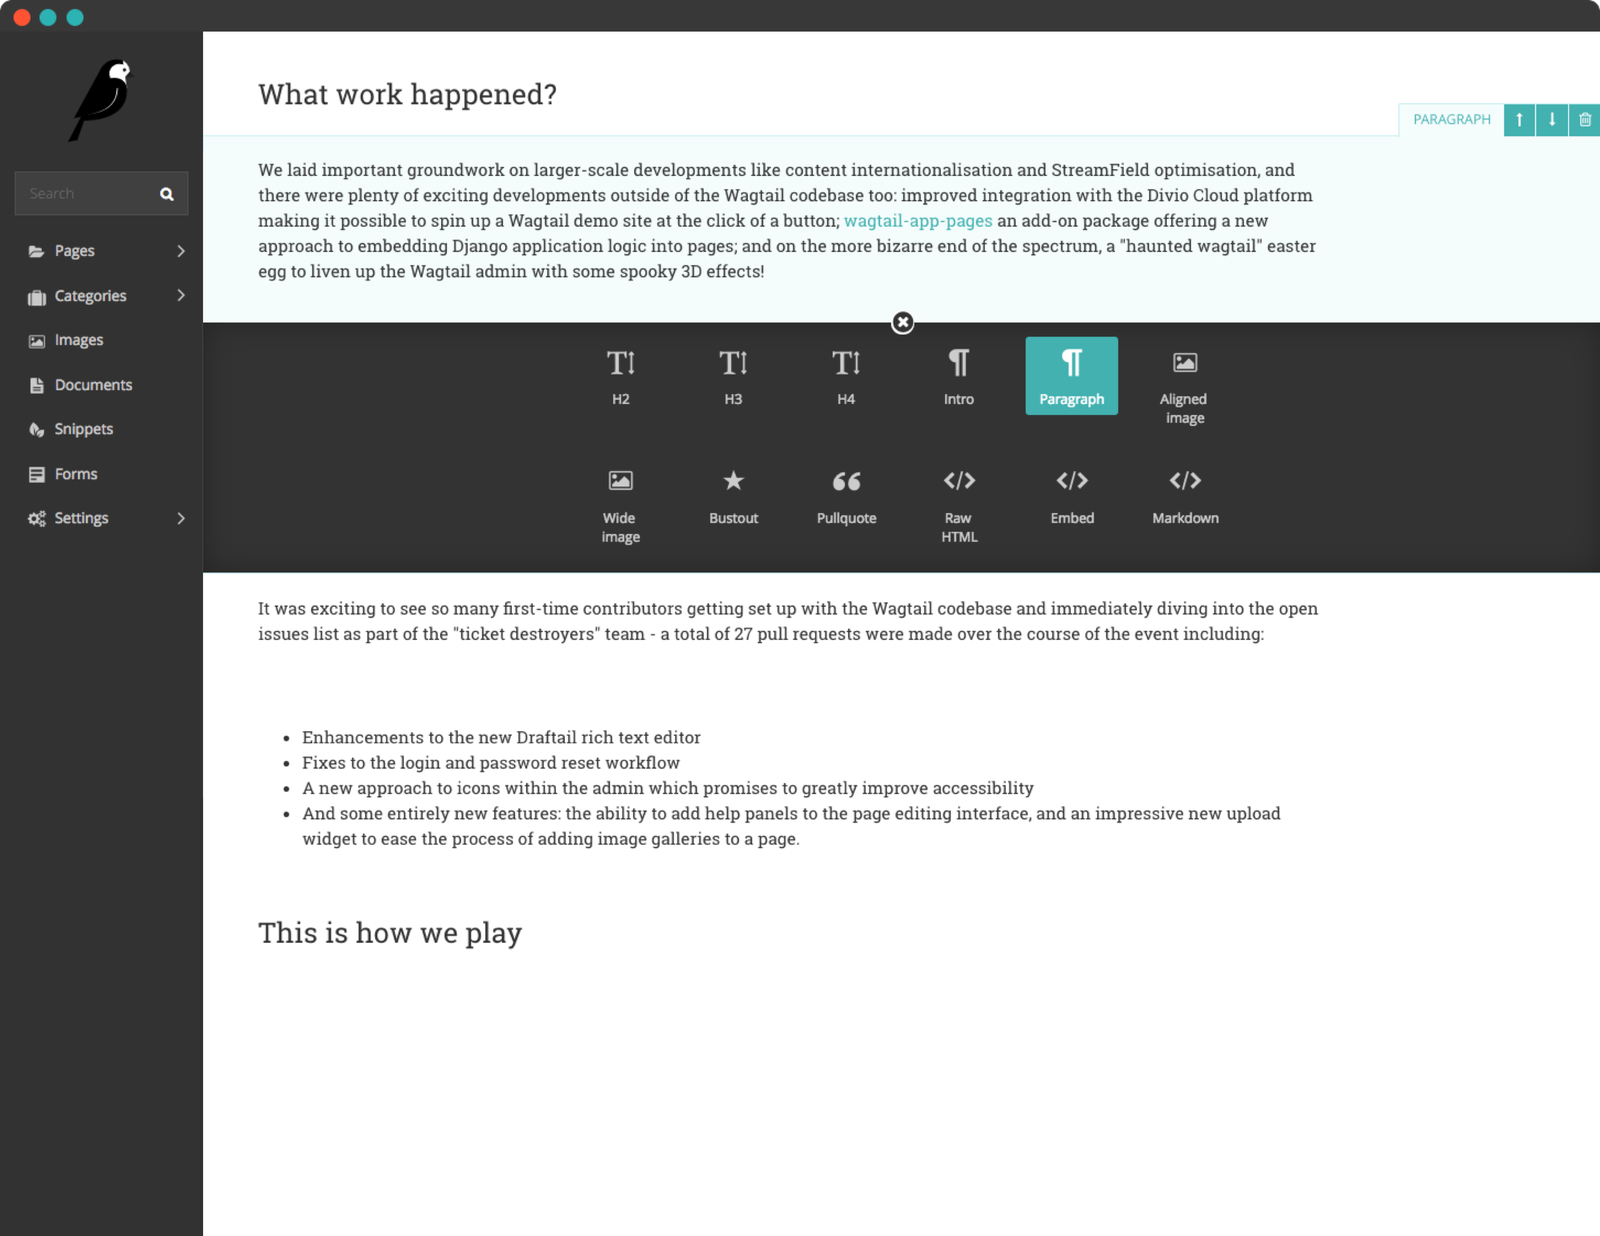 Search
Pages
Categories
Images
Documents
Snippets
Forms
Settings
What work happened?
PARAGRAPH
We laid important groundwork on larger-scale developments like content internationalisation and StreamField optimisation, and
there were plenty of exciting developments outside of the Wagtail codebase too: improved integration with the Divio Cloud platform
making it possible to spin up a Wagtail demo site at the click of a button; wagtail-app-pages an add-on package offering a new
approach to embedding Django application logic into pages; and on the more bizarre end of the spectrum, a "haunted wagtail" easter
egg to liven up the Wagtail admin with some spooky 3D effects!
H2
H3
H4
Intro
Paragraph
Aligned
image
Wide
image
Bustout
Pullquote
Raw
HTML
Embed
Markdown
It was exciting to see so many first-time contributors getting set up with the Wagtail codebase and immediately diving into the open
issues list as part of the "ticket destroyers" team - a total of 27 pull requests were made over the course of the event including:
• Enhancements to the new Draftail rich text editor
• Fixes to the login and password reset workflow
• A new approach to icons within the admin which promises to greatly improve accessibility
• And some entirely new features: the ability to add help panels to the page editing interface, and an impressive new upload
widget to ease the process of adding image galleries to a page.
This is how we play